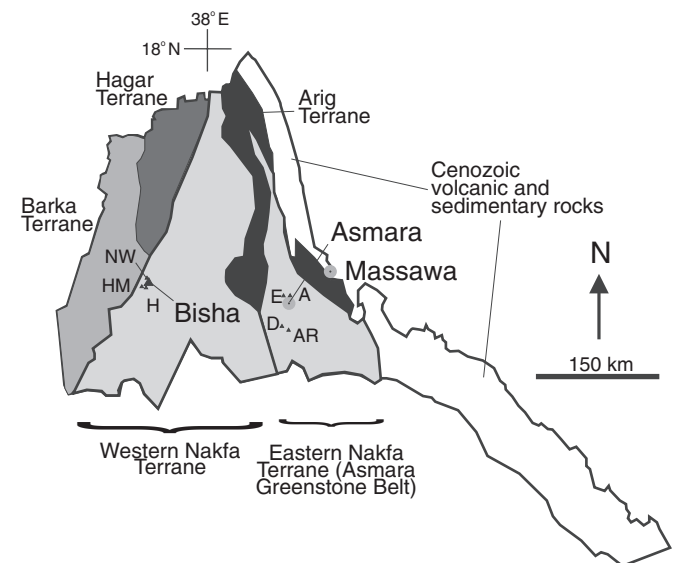 38°E
18°N
Hagar
Terrane
Arig
Terrane
Cenozoic
volcanic and
sedimentary rocks
Barka
Terrane
Asmara
N
NW
Massawa
HM
E
A
H
Bisha
D
AR
150 km
Western Nakfa
Terrane
Eastern Nakfa
Terrane (Asmara
Greenstone Belt)